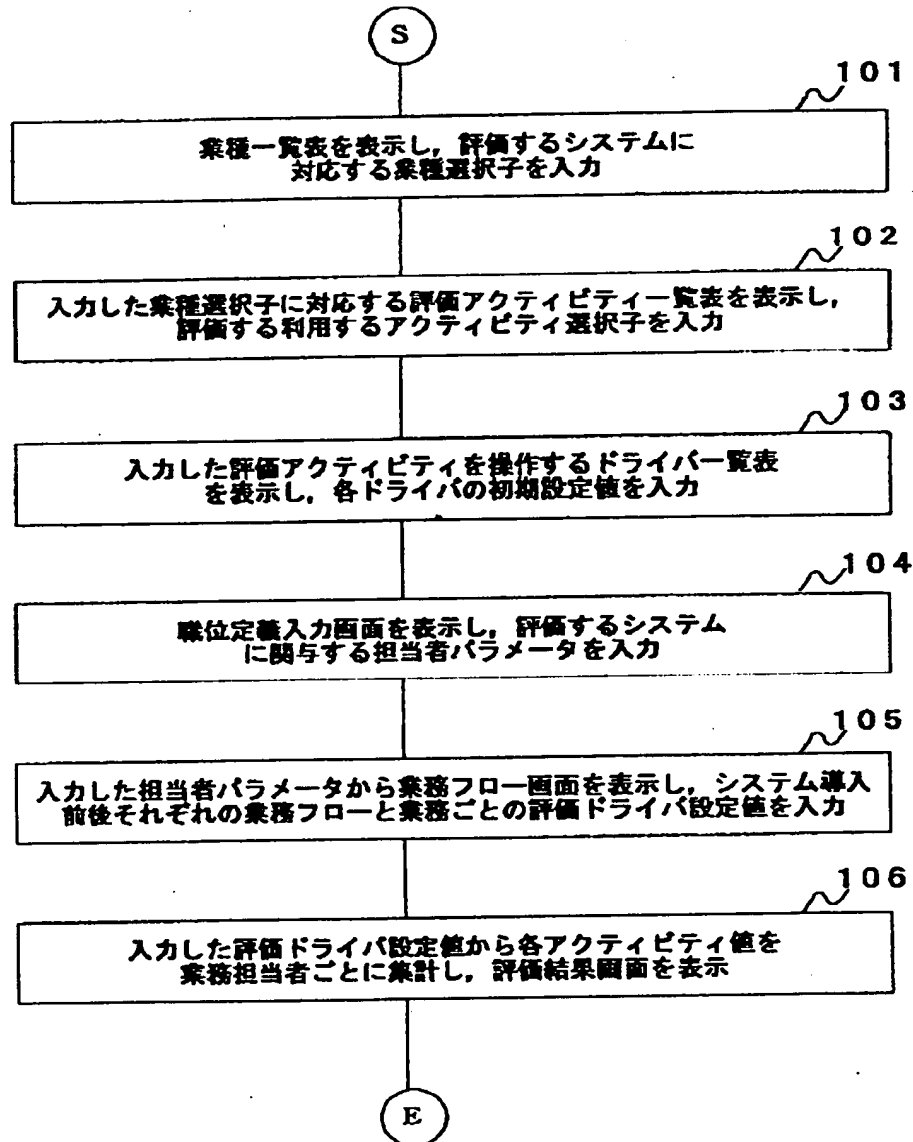 S
101
業種一覧表を表示し,評価するシステムに
対応する業種選択子を入力
102
入力した業種選択子に対応する評価アクティビティ一覧表を表示し,
評価する利用するアクティビティ選択子を入力
103
入力した評価アクティビティを操作するドライバ一覧表
を表示し,各ドライバの初期設定値を入力
104
職位定義入力画面を表示し,評価するシステム
に関与する担当者パラメータを入力
105
入力した担当者パラメータから業務フロー画面を表示し,システム導入
前後それぞれの業務フローと業務ごとの評価ドライバ設定値を入力
106
入力した評価ドライバ設定値から各アクティビティ値を
業務担当者ごとに集計し,評価結果画面を表示
E